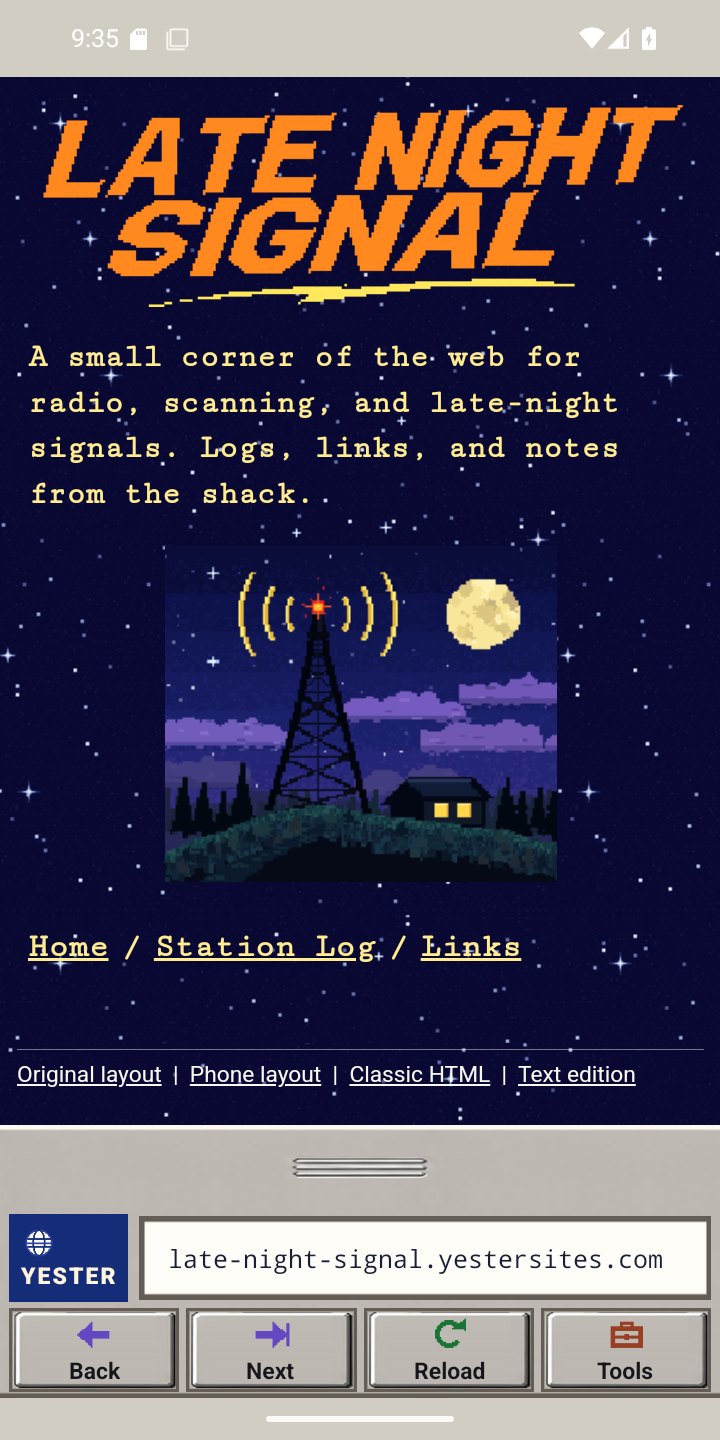 9:35
LATE NIGHT
SIGNAL
A small corner of the web for
radio, scanning, and late-night
signals. Logs, links, and notes
from the shack.
Home / Station Log / Links
Original layout | Phone layout | Classic HTML | Text edition
YESTER
late-night-signal.yestersites.com
Back Next Reload Tools